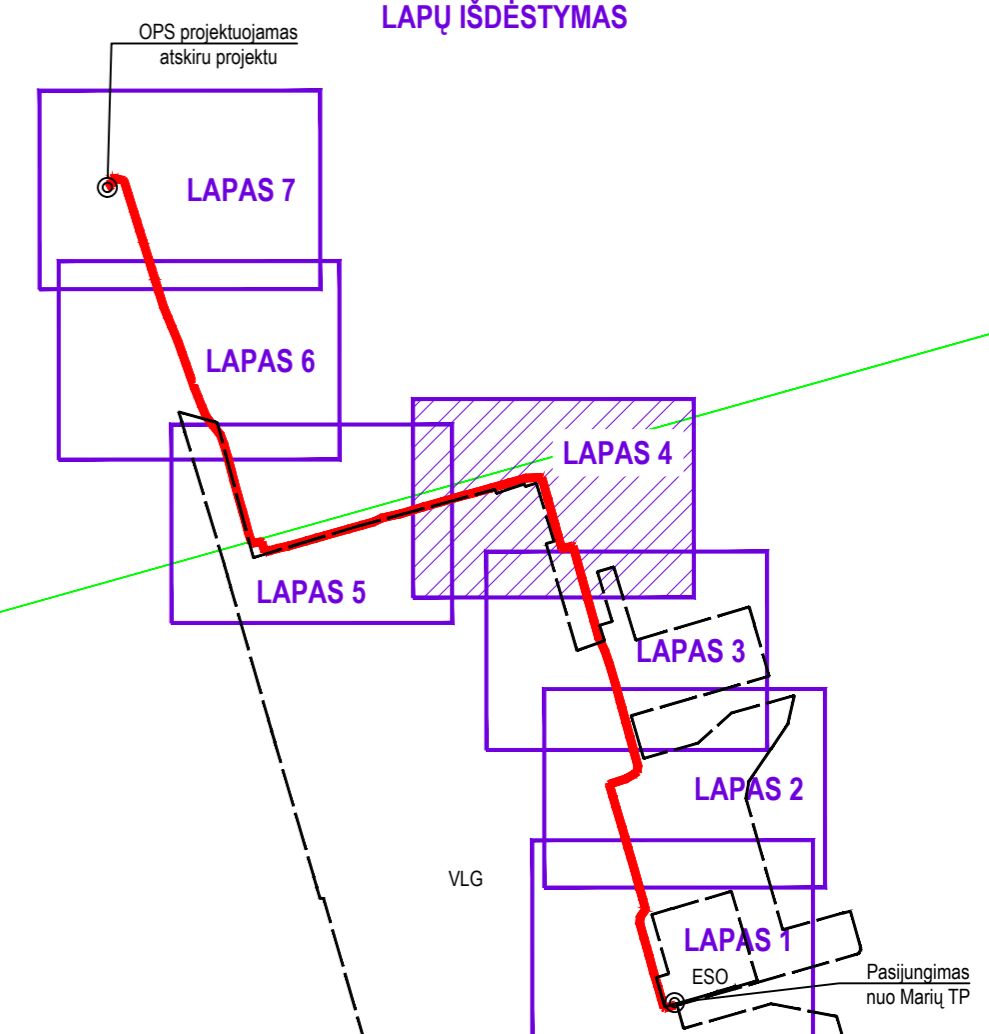 LAPŲ IŠDĖSTYMAS
OPS projektuojamas
atskiru projektu
LAPAS 7
LAPAS 6
LAPAS 4
LAPAS 5
LAPAS 3
LAPAS 2
VLG
LAPAS 1
ESO
Pasijungimas
nuo Marių TP